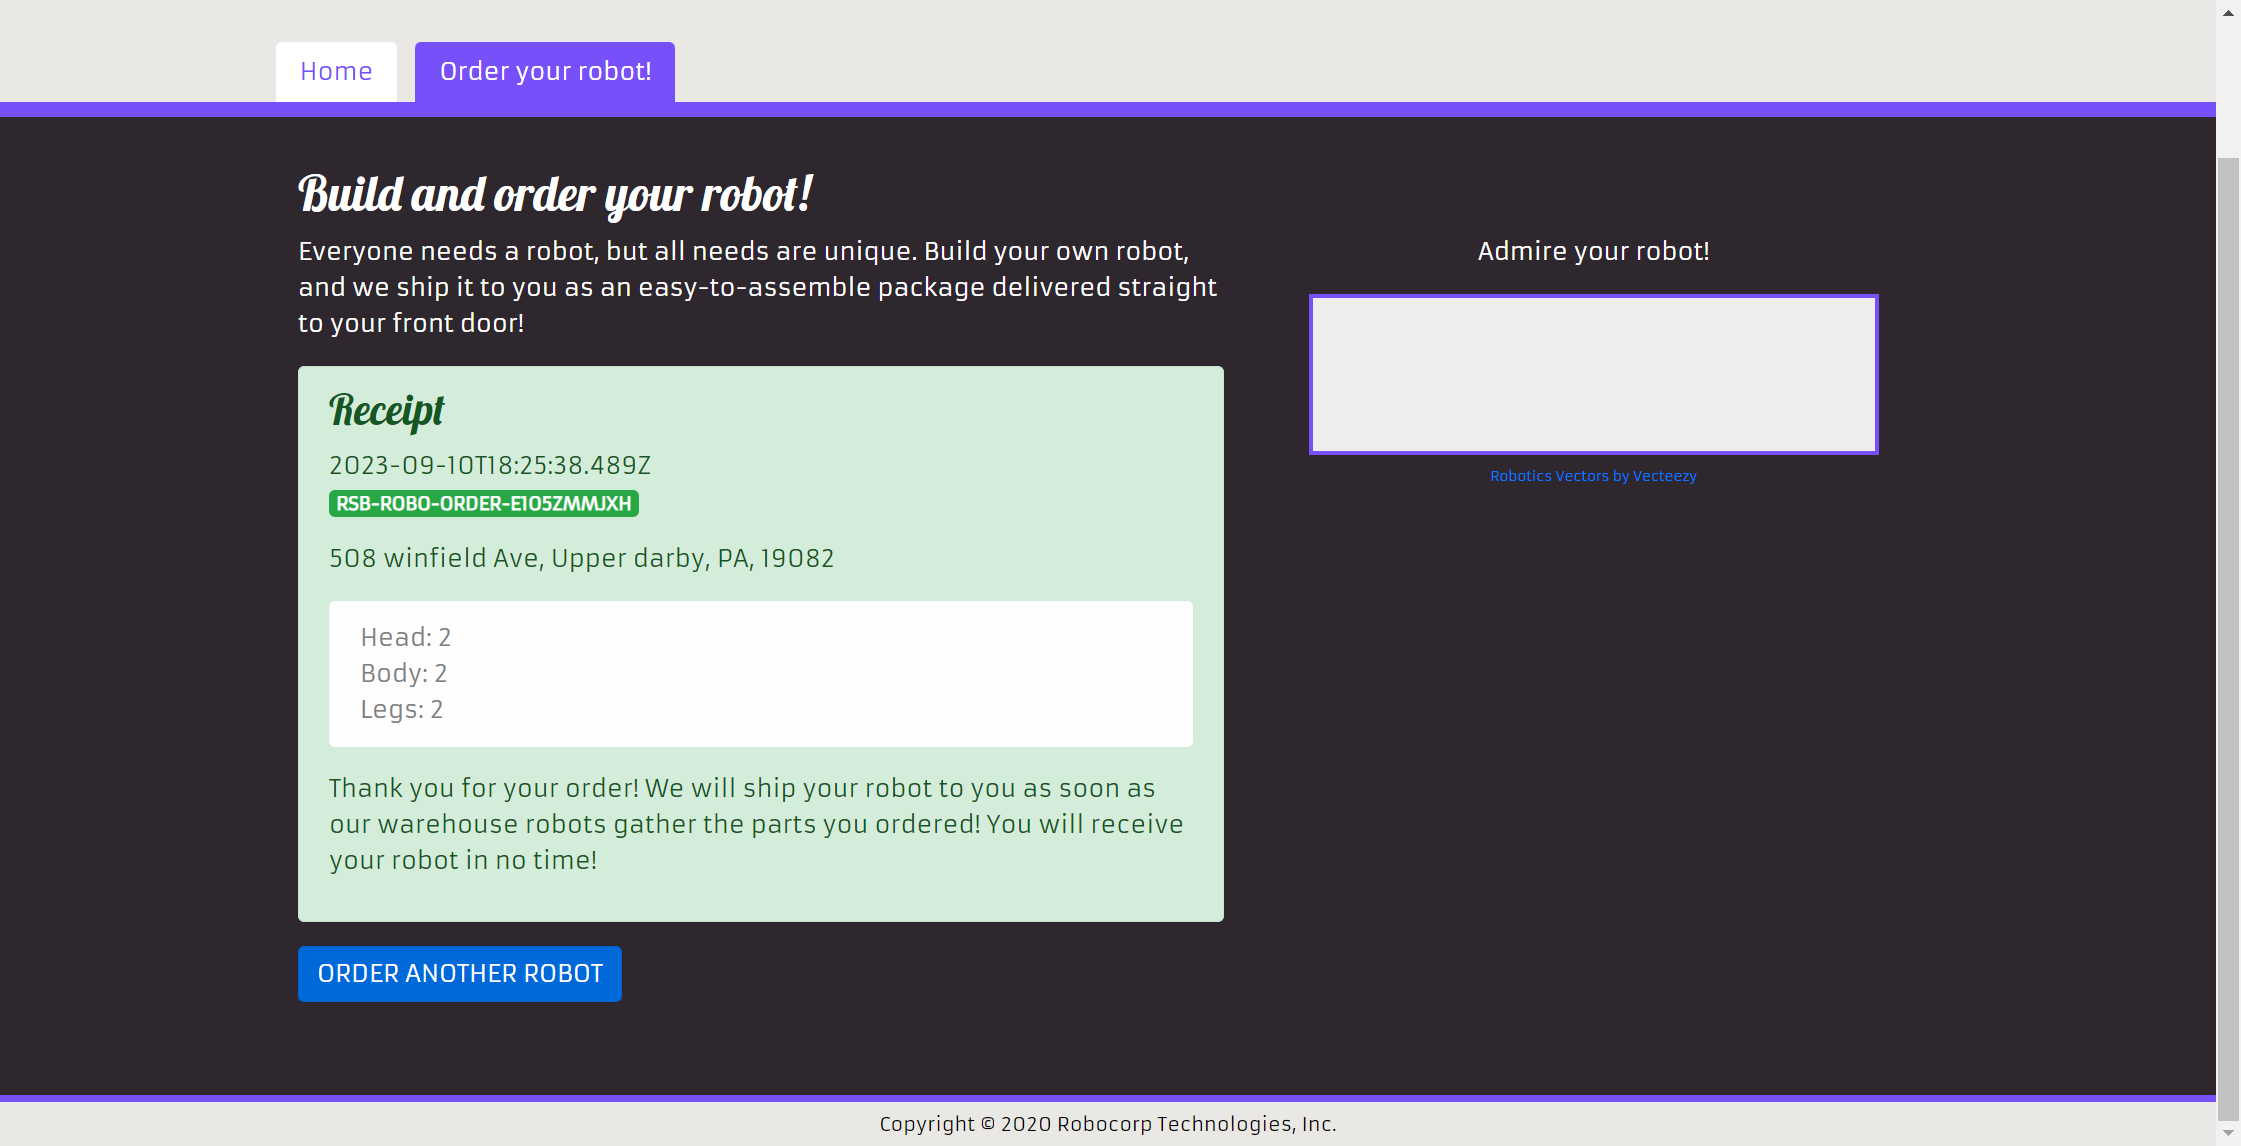 Home
Order your robot!
Build and order your robot!
Everyone needs a robot, but all needs are unique. Build your own robot,
and we ship it to you as an easy-to-assemble package delivered straight
to your front door!
Receipt
2023-09-10T18:25:38.489Z
RSB-ROBO-ORDER-E105ZMMJXH
508 winfield Ave, Upper darby, PA, 19082
Head: 2
Body: 2
Legs: 2
Thank you for your order! We will ship your robot to you as soon as
our warehouse robots gather the parts you ordered! You will receive
your robot in no time!
ORDER ANOTHER ROBOT
Admire your robot!
Robotics Vectors by Vecteezy
Copyright © 2020 Robocorp Technologies, Inc.